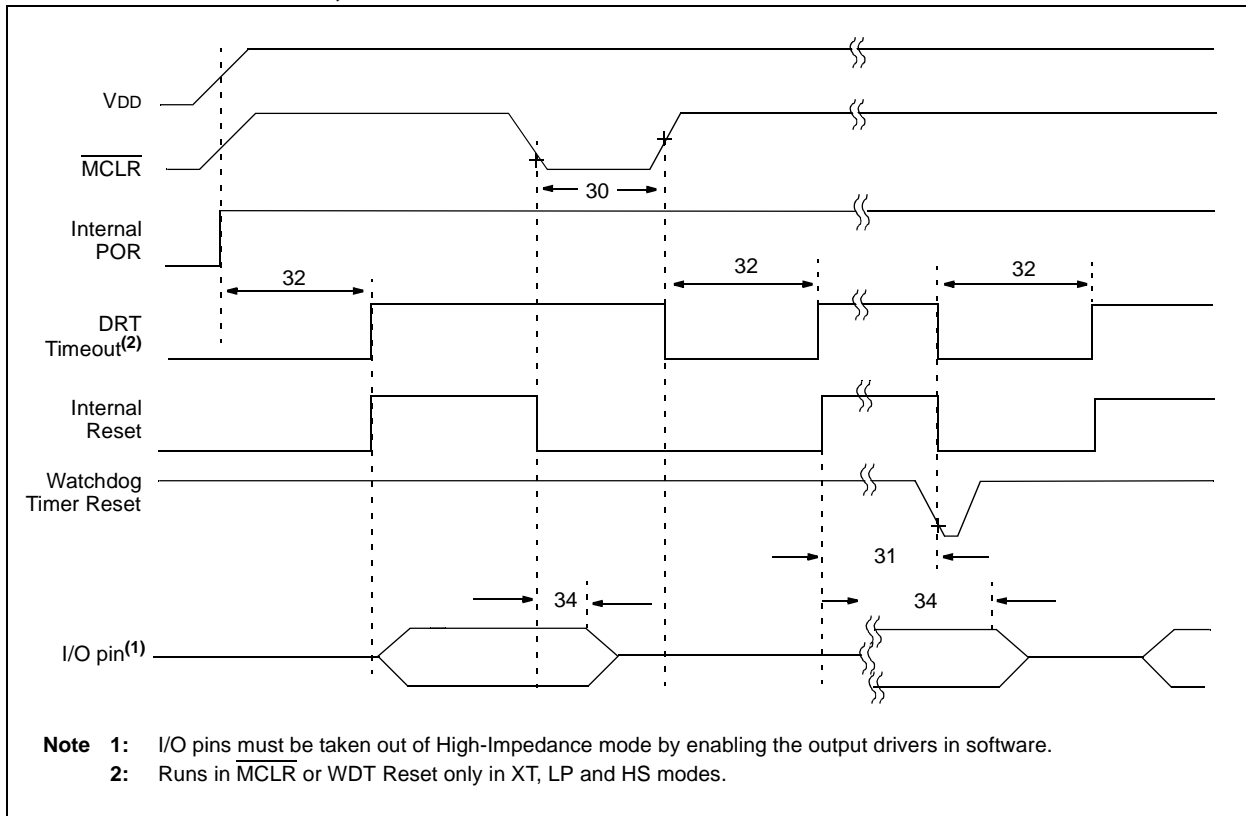 VDD
MCLR
30
Internal
POR
32
32
32
DRT
Timeout(2)
Internal
Reset
Watchdog
Timer Reset
31
34
34
I/O pin(1)
Note 1: I/O pins must be taken out of High-Impedance mode by enabling the output drivers in software.
2: Runs in MCLR or WDT Reset only in XT, LP and HS modes.